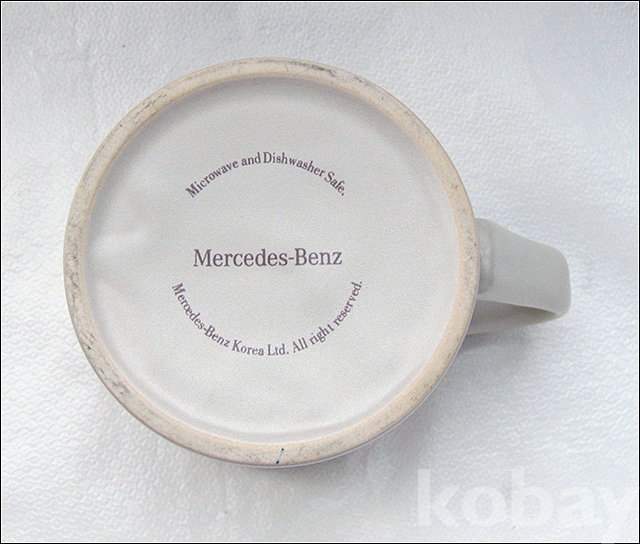 Microwave and Dishwasher Safe.
Mercedes-Benz
Mercedes-Benz Korea Ltd. All right reserved.
kobay